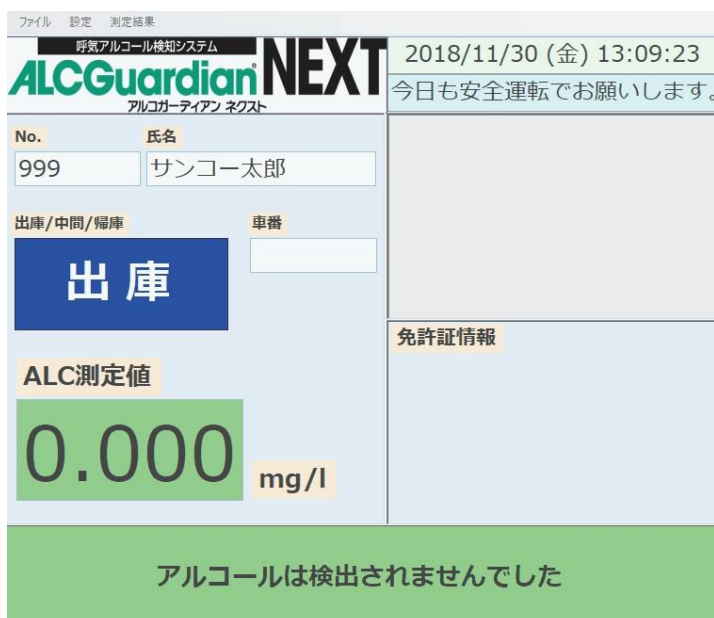 ファイル 設定 測定結果
呼気アルコール検知システム
ALCGuardian NEXT
アルコガーディアン ネクスト
2018/11/30 (金) 13:09:23
今日も安全運転でお願いします。
No. 氏名
999 サンコー太郎
出庫/中間/帰庫 車番
出庫
免許証情報
ALC測定値
0.000 mg/l
アルコールは検出されませんでした